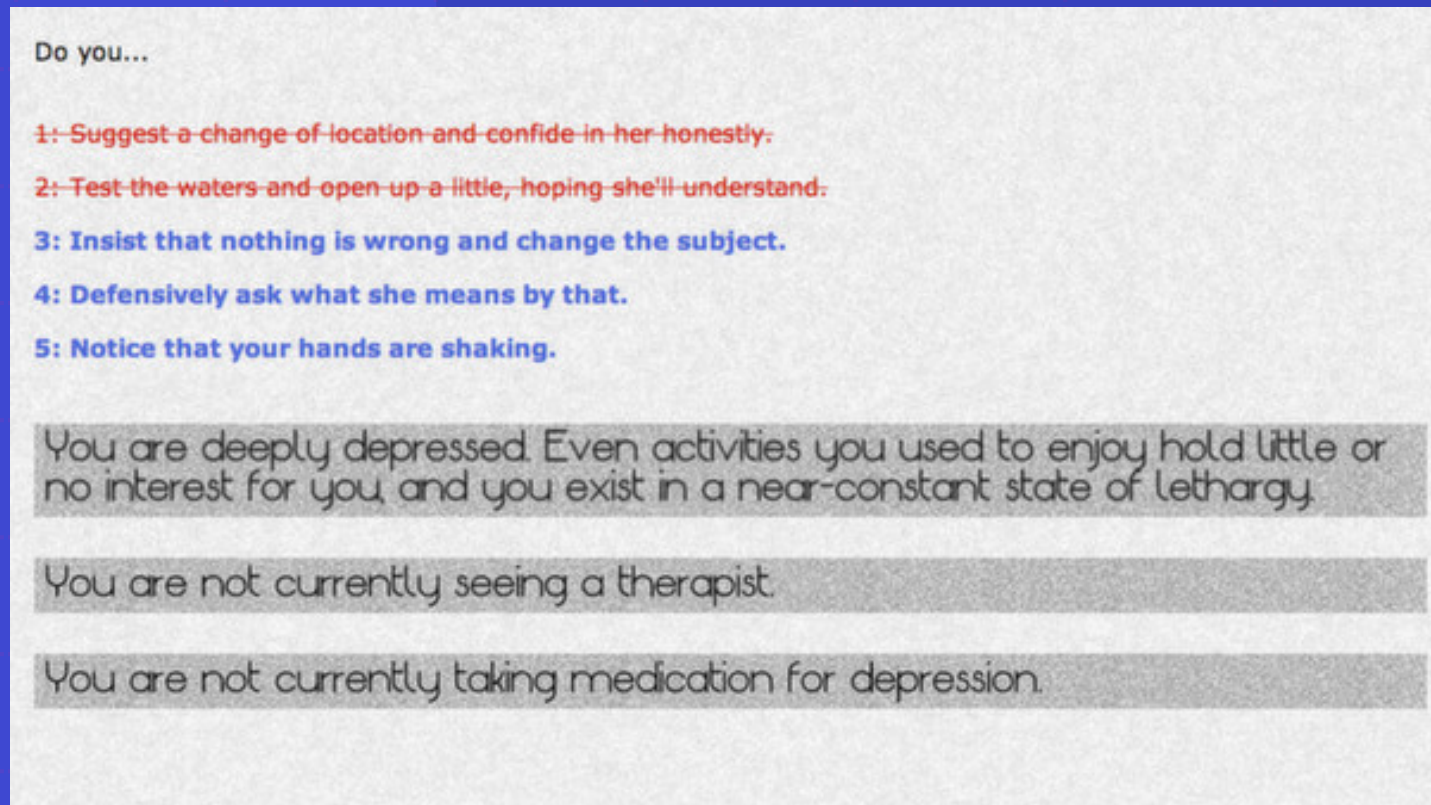 Do you...
1: Suggest a change of location and confide in her honestly.
2: Test the waters and open up a little, hoping she'll understand.
3: Insist that nothing is wrong and change the subject.
4: Defensively ask what she means by that.
5: Notice that your hands are shaking.
You are deeply depressed. Even activities you used to enjoy hold little or
no interest for you, and you exist in a near-constant state of lethargy.
You are not currently seeing a therapist.
You are not currently taking medication for depression.